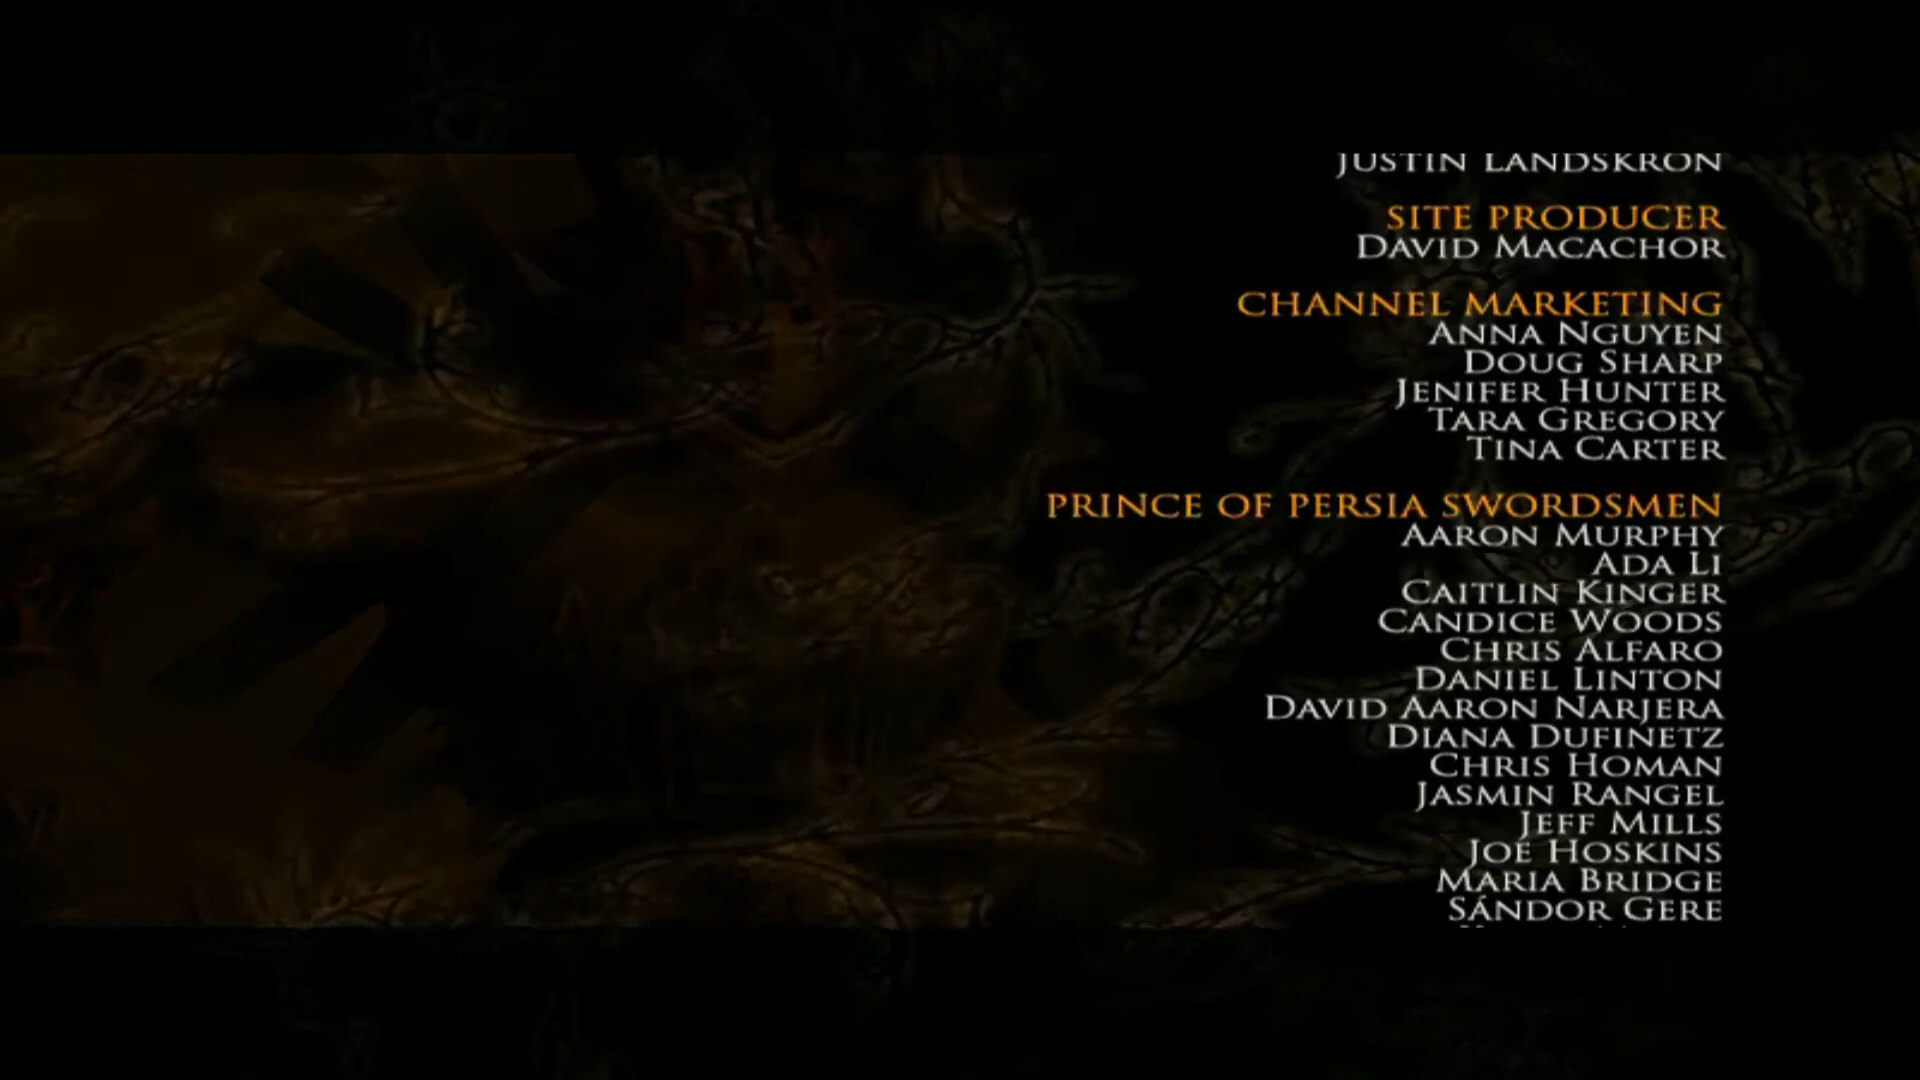 JUSTIN LANDSKRON
SITE PRODUCER
DAVID MACACHOR
CHANNEL MARKETING
ANNA NGUYEN
DOUG SHARP
JENIFER HUNTER
TARA GREGORY
TINA CARTER
PRINCE OF PERSIA SWORDSMEN
AARON MURPHY
ADA LI
CAITLIN KINGER
CANDICE WOODS
CHRIS ALFARO
DANIEL LINTON
DAVID AARON NARJERA
DIANA DUFINETZ
CHRIS HOMAN
JASMIN RANGEL
JEFF MILLS
JOE HOSKINS
MARIA BRIDGE
SÁNDOR GERE